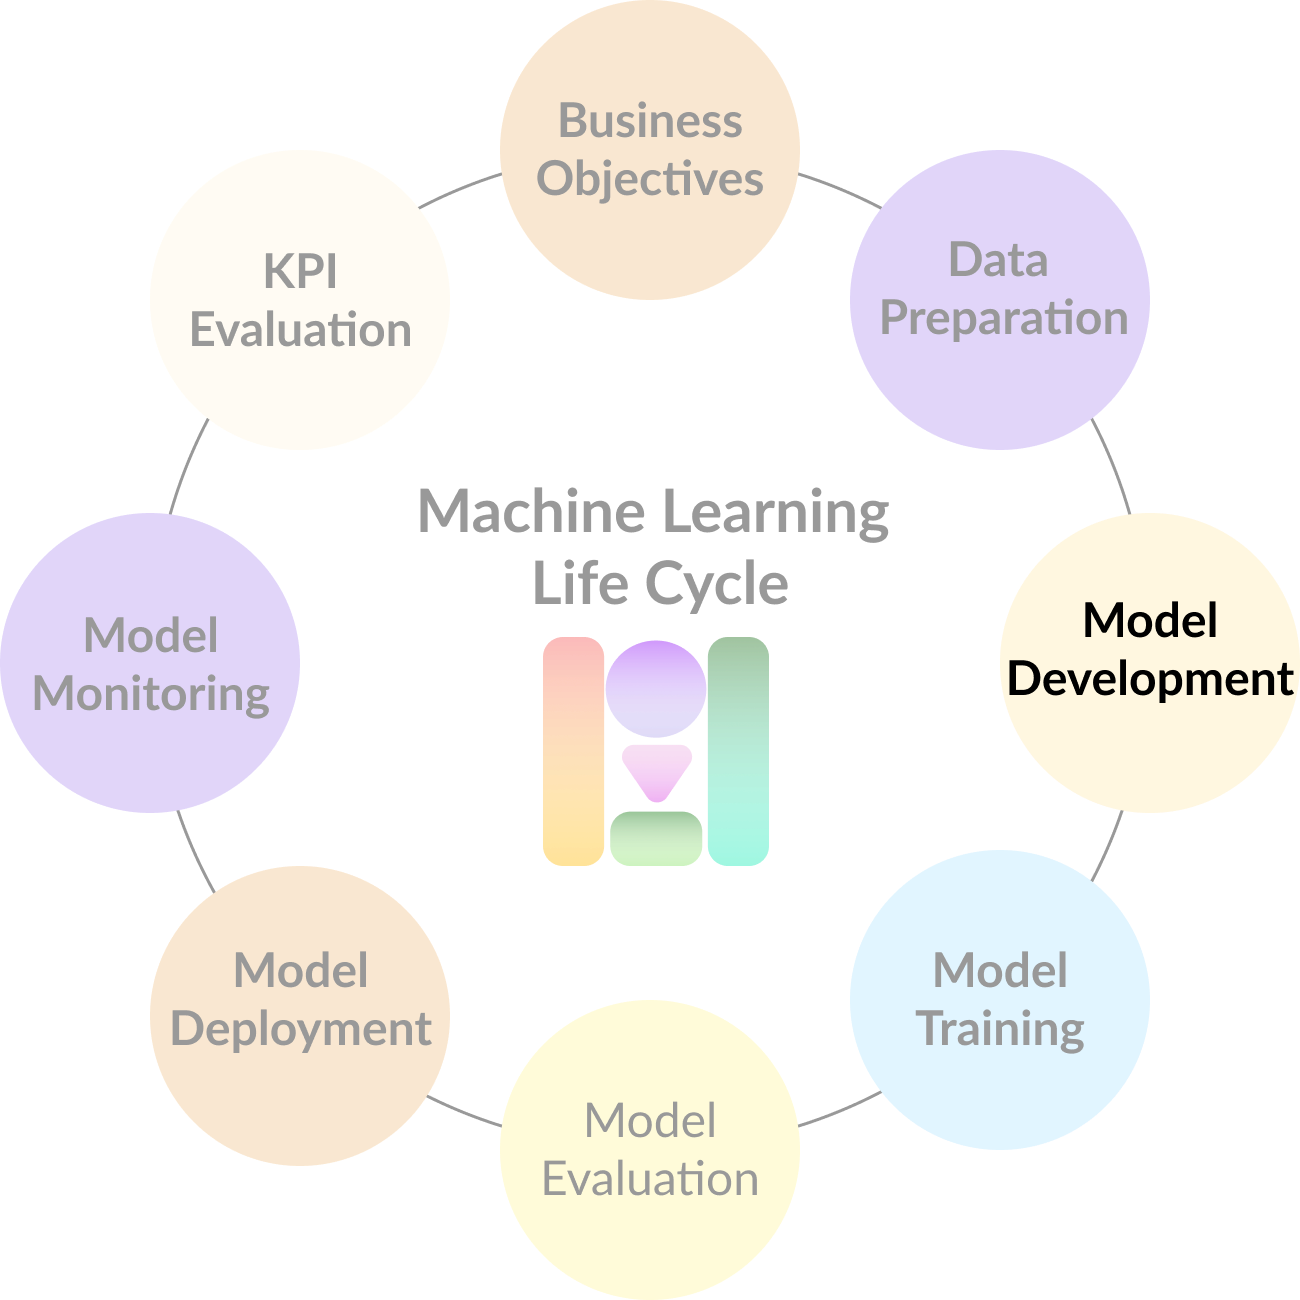 Business
Objectives
Data
Preparation
Model
Development
Model
Training
Model
Evaluation
Model
Deployment
Model
Monitoring
KPI
Evaluation
Machine Learning
Life Cycle